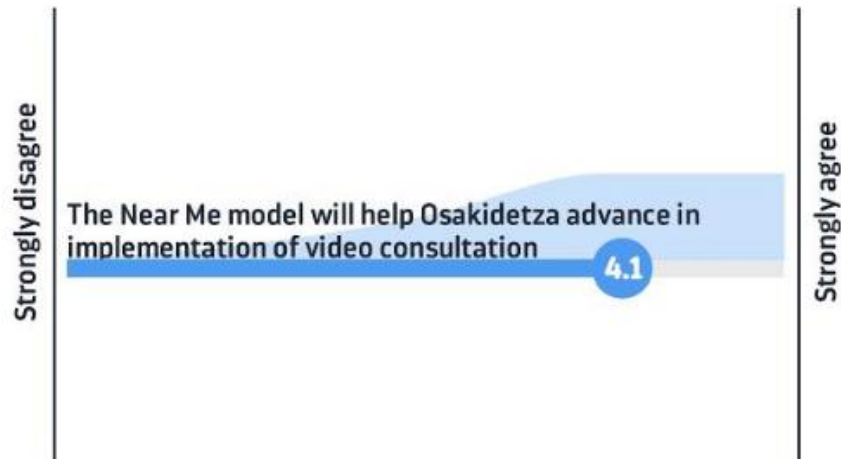 Strongly disagree
The Near Me model will help Osakidetza advance in
implementation of video consultation
4.1
Strongly agree